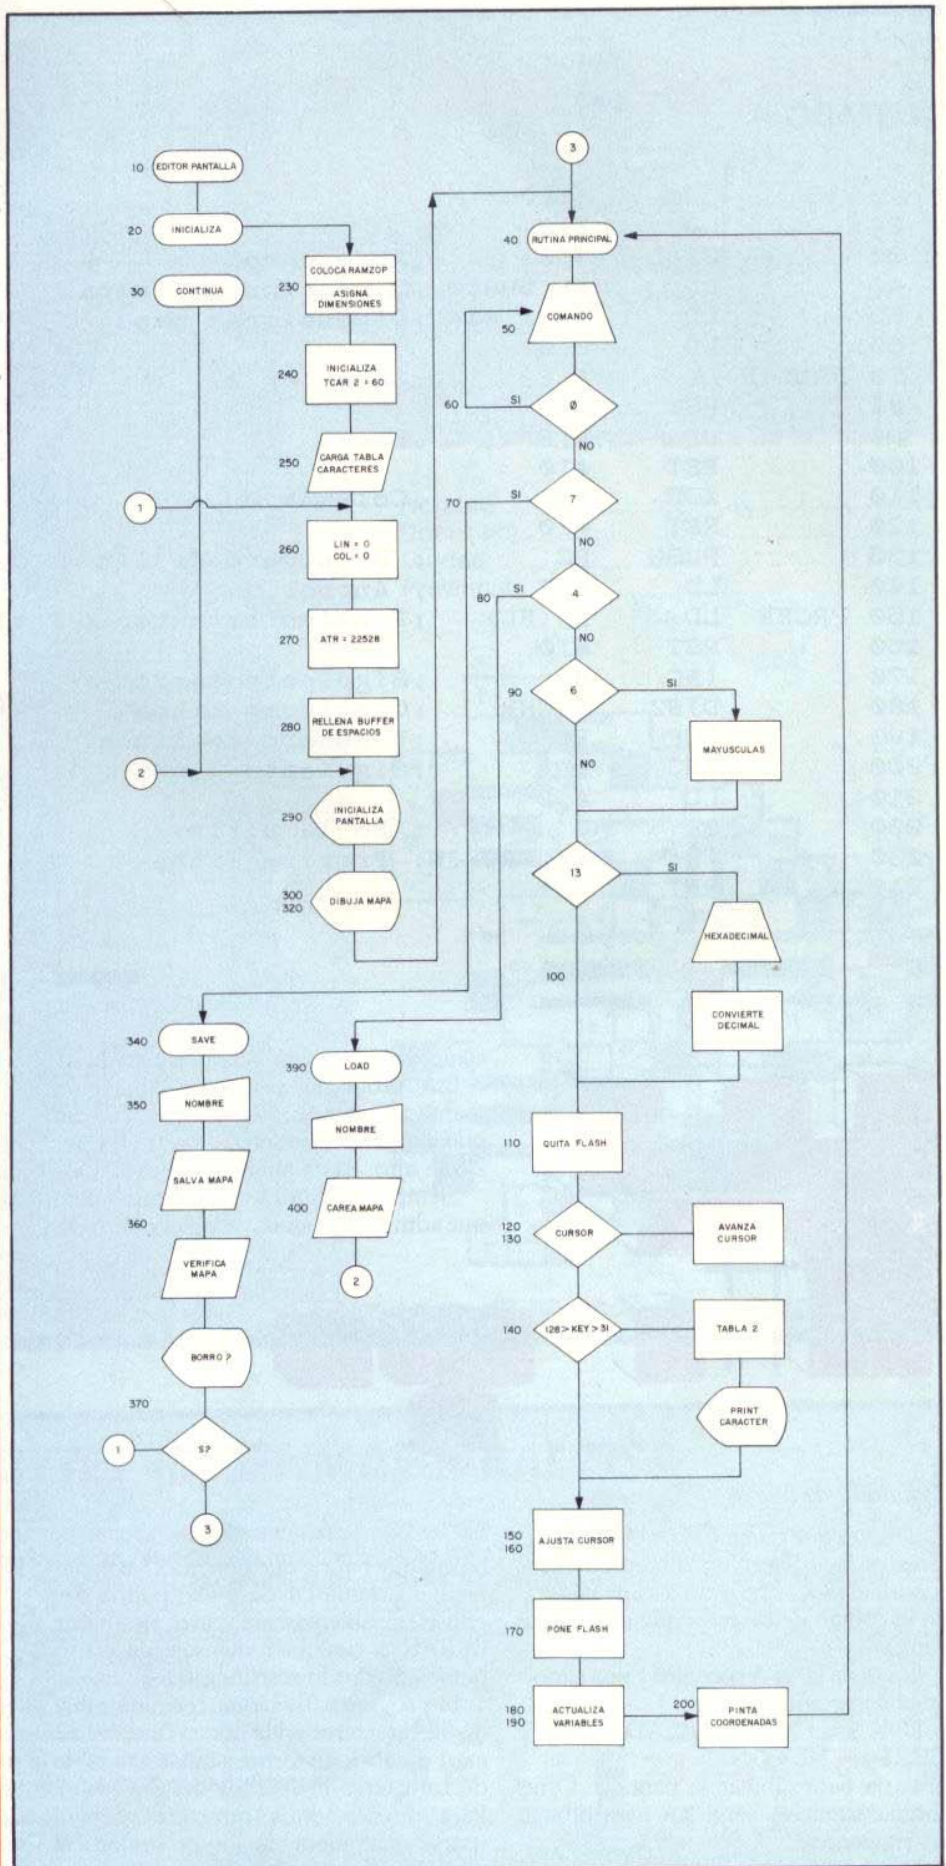 10 EDITOR PANTALLA
20 INICIALIZA
30 CONTINUA
230 COLOCA RAMZOP
ASIGNA
DIMENSIONES
240 INICIALIZA
TCAR 2 = 60
250 CARGA TABLA
CARACTERES
1
260 LIN = 0
COL = 0
270 ATR = 22528
280 RELLENA BUFFER
DE ESPACIOS
2
290 INICIALIZA
PANTALLA
300
320
DIBUJA MAPA
3
40 RUTINA PRINCIPAL
50 COMANDO
60 SI Ø
NO
70 SI 7
NO
80 SI 4
NO
90 6 SI
MAYUSCULAS
NO
13 SI
HEXADECIMAL
100
CONVIERTE
DECIMAL
110 QUITA FLASH
120
130
CURSOR
AVANZA
CURSOR
140 128 > KEY > 31
TABLA 2
PRINT
CARACTER
150
160
AJUSTA CURSOR
170 PONE FLASH
180
190
ACTUALIZA
VARIABLES
200
PINTA
COORDENADAS
340 SAVE
350 NOMBRE
SALVA MAPA
360
VERIFICA
MAPA
BORRO ?
370
S?
1
3
390 LOAD
NOMBRE
400 CAREA MAPA
2